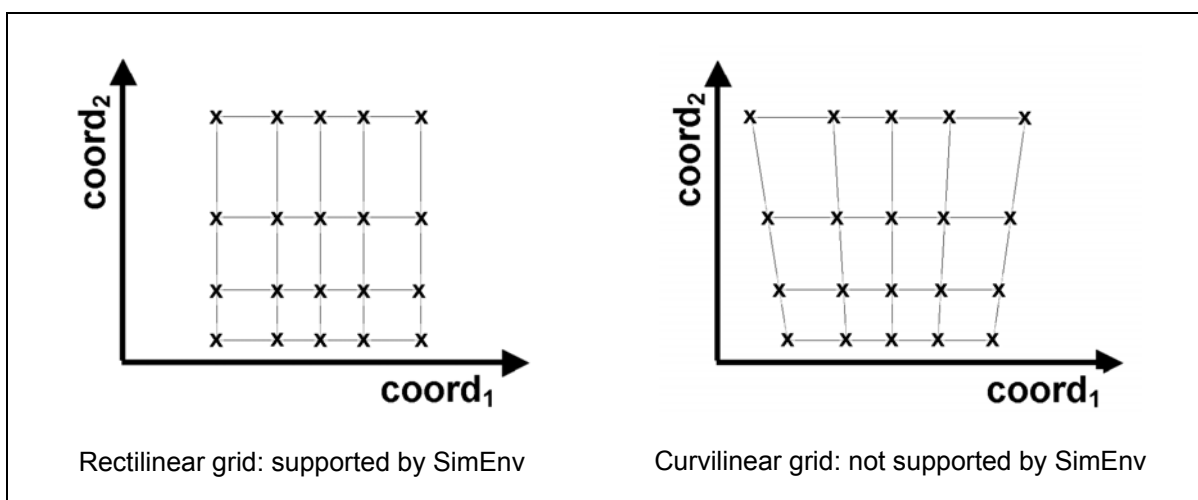 coord₂
coord₁
Rectilinear grid: supported by SimEnv
coord₂
coord₁
Curvilinear grid: not supported by SimEnv